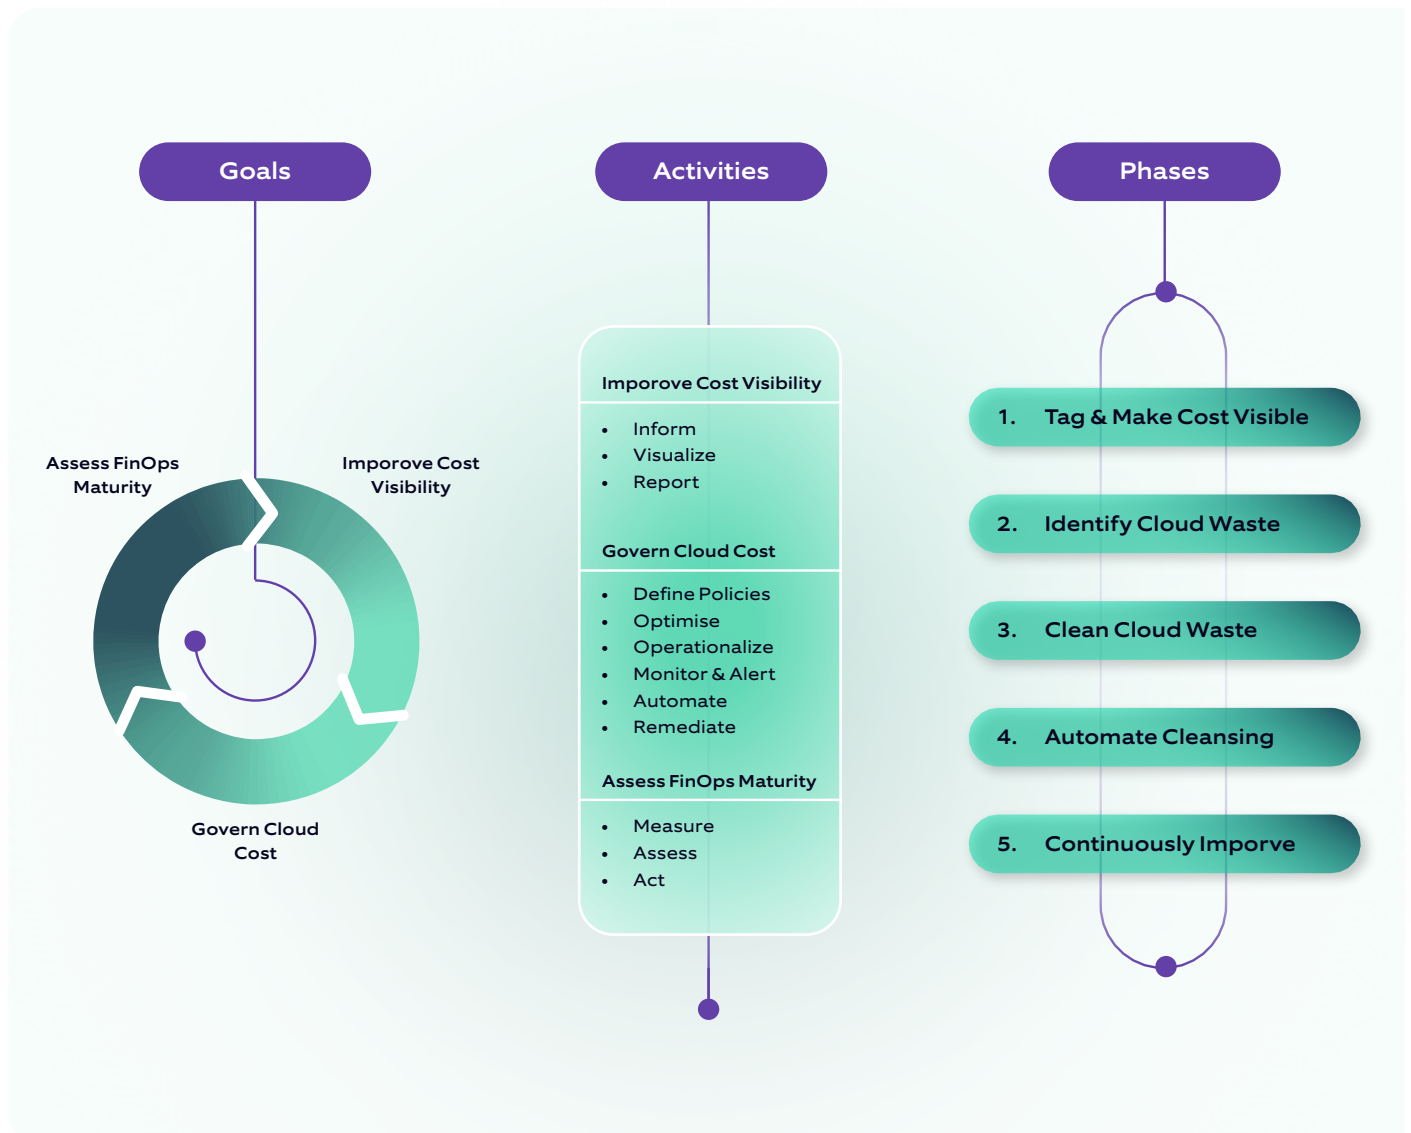 Goals
Assess FinOps
Maturity
Imporove Cost
Visibility
Govern Cloud
Cost
Activities
Imporove Cost Visibility
• Inform
• Visualize
• Report
Govern Cloud Cost
• Define Policies
• Optimise
• Operationalize
• Monitor & Alert
• Automate
• Remediate
Assess FinOps Maturity
• Measure
• Assess
• Act
Phases
1. Tag & Make Cost Visible
2. Identify Cloud Waste
3. Clean Cloud Waste
4. Automate Cleansing
5. Continuously Imporve